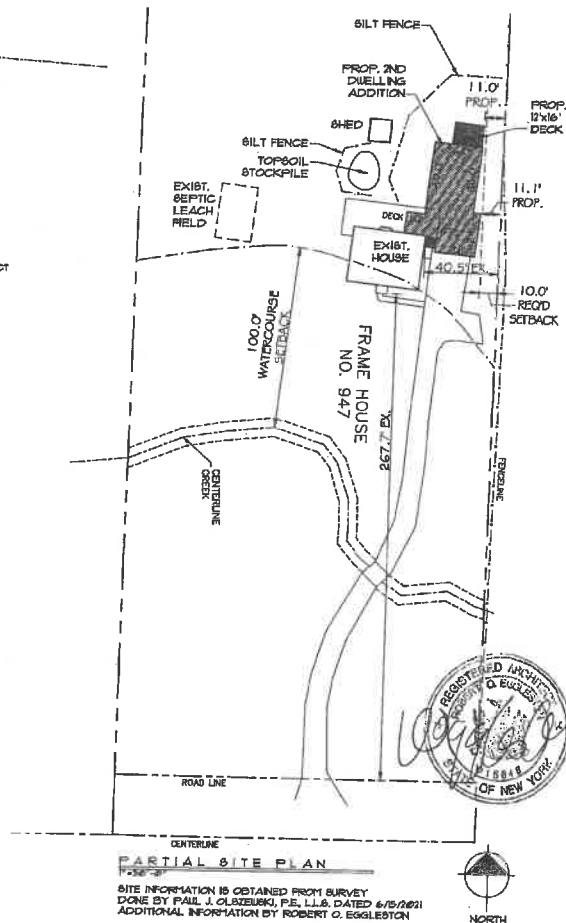 SILT FENCE
PROP. 2ND
DWELLING
ADDITION
11.0'
PROP.
PROP.
12'x16'
DECK
SHED
SILT FENCE
TOPSOIL
STOCKPILE
EXIST.
SEPTIC
LEACH
FIELD
11.1'
PROP.
DECK
EXIST.
HOUSE
40.5' EX.
10.0'
REQ'D
SETBACK
100.0'
WATERCOURSE
SETBACK
FRAME HOUSE
NO. 947
267.7' EX.
FENCELINE
CENTERLINE
CREEK
REGISTERED ARCHITECT
ROBERT O. EGGLESTON
STATE OF NEW YORK
ROAD LINE
CENTERLINE
PARTIAL SITE PLAN
SITE INFORMATION IS OBTAINED FROM SURVEY
DONE BY PAUL J. OLSZEWSKI, P.E., L.L.S. DATED 6/15/2021
ADDITIONAL INFORMATION BY ROBERT O. EGGLESTON
NORTH